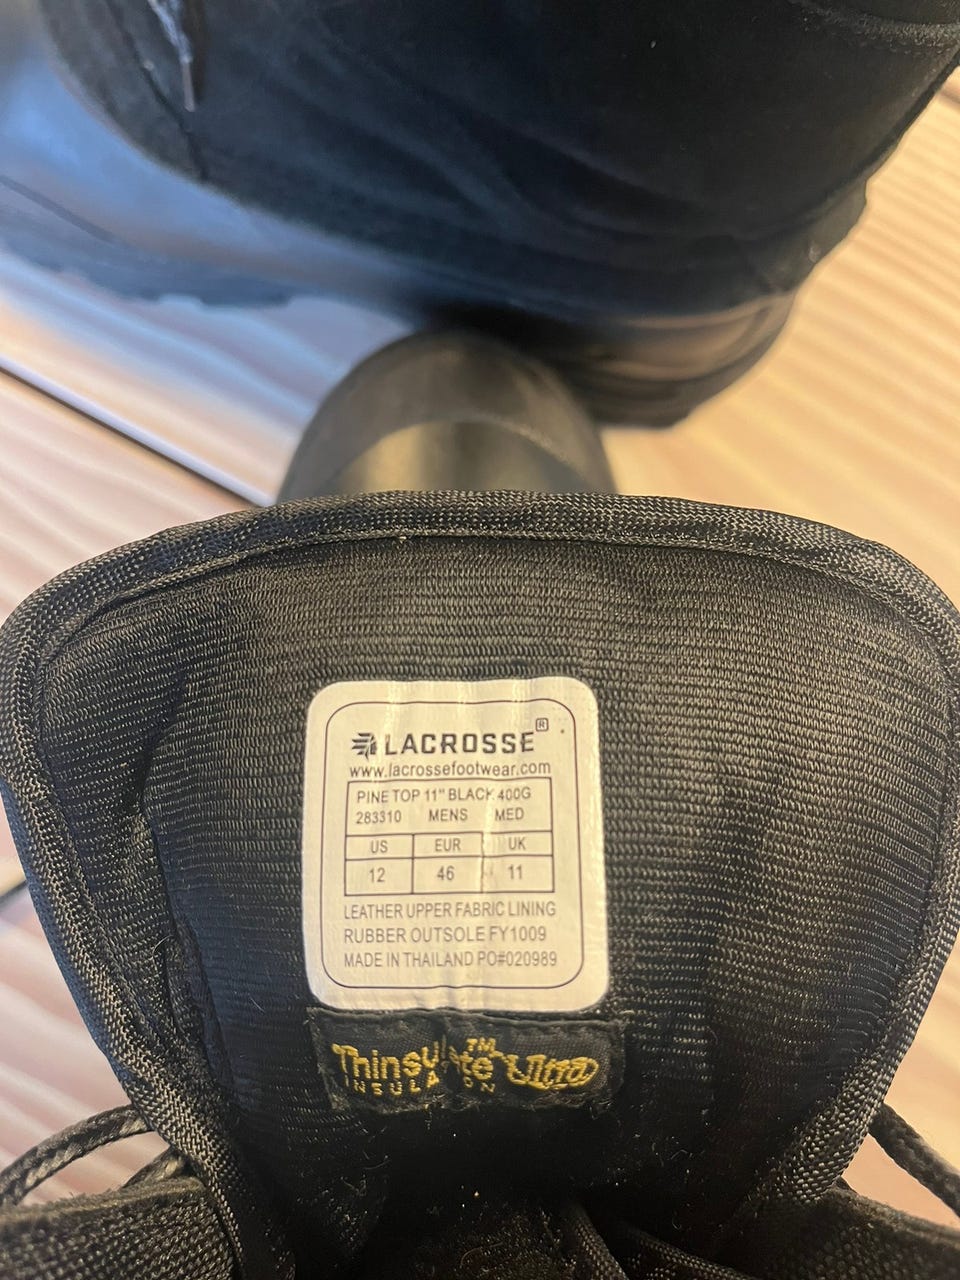 LACROSSE®
www.lacrossefootwear.com
PINE TOP 11" BLACK 400G
283310 MENS MED
US EUR UK
12 46 11
LEATHER UPPER FABRIC LINING
RUBBER OUTSOLE FY1009
MADE IN THAILAND PO#020989
Thinsulate™ Ultra
INSULATION